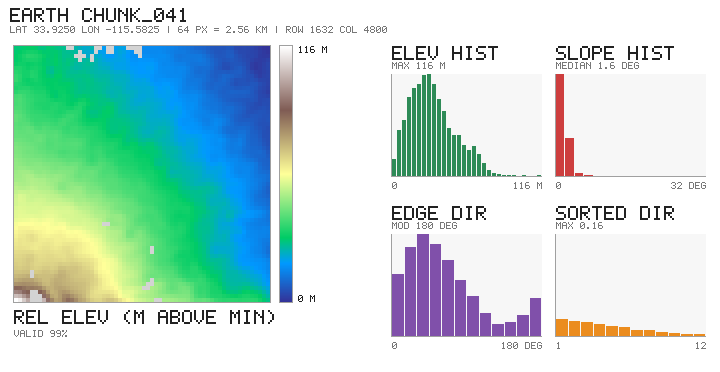 EARTH CHUNK_041
LAT 33.9250 LON -115.5825 | 64 PX = 2.56 KM | ROW 1632 COL 4800
116 M
0 M
REL ELEV (M ABOVE MIN)
VALID 99%
ELEV HIST
MAX 116 M
0 116 M
SLOPE HIST
MEDIAN 1.6 DEG
0 32 DEG
EDGE DIR
MOD 180 DEG
0 180 DEG
SORTED DIR
MAX 0.16
1 12